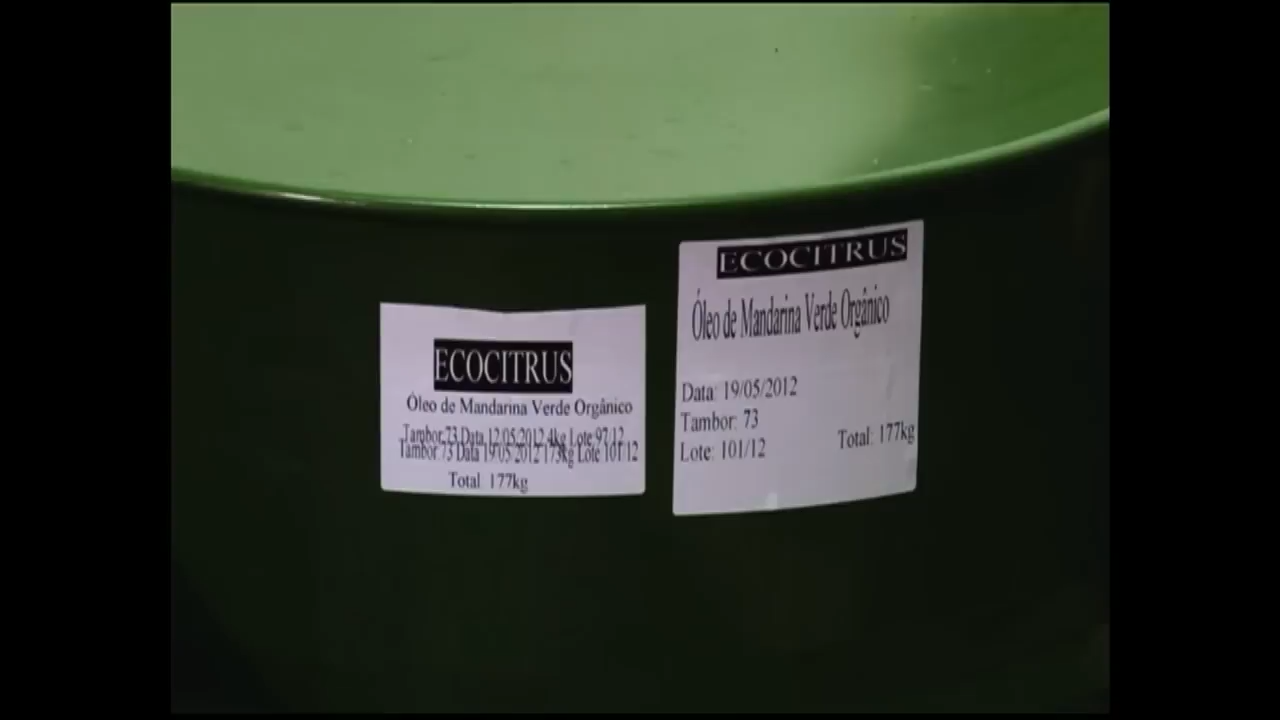 ECOCITRUS
Óleo de Mandarina Verde Orgânico
Tambor 73 Data 12/05/2012 4kg Lote 97/12
Tambor 73 Data 19/05/2012 173kg Lote 101/12
Total 177kg
ECOCITRUS
Óleo de Mandarina Verde Orgânico
Data: 19/05/2012
Tambor: 73
Lote: 101/12
Total: 177kg